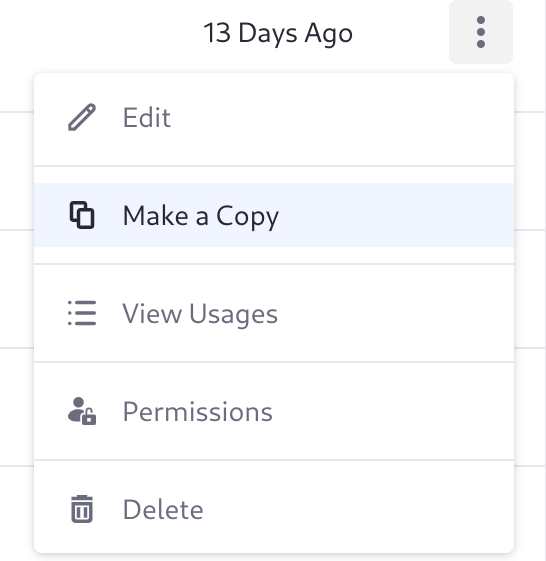 13 Days Ago
Edit
Make a Copy
View Usages
Permissions
Delete